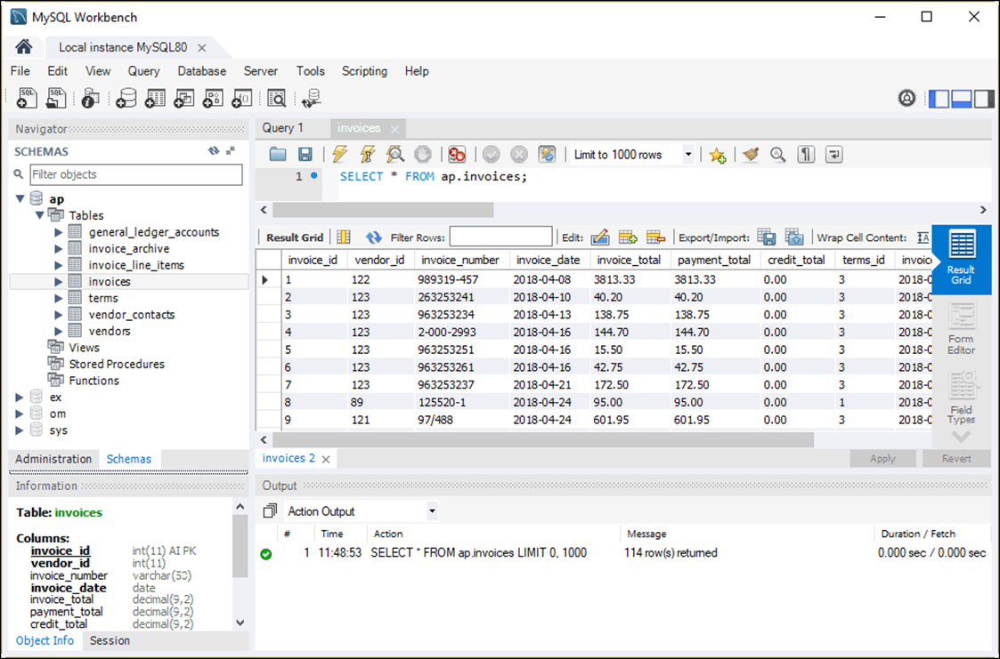 MySQL Workbench
Local instance MySQL80
File Edit View Query Database Server Tools Scripting Help
Navigator
SCHEMAS
Filter objects
ap
Tables
general_ledger_accounts
invoice_archive
invoice_line_items
invoices
terms
vendor_contacts
vendors
Views
Stored Procedures
Functions
ex
om
sys
Administration Schemas
Information
Table: invoices
Columns:
invoice_id int(11) AI PK
vendor_id int(11)
invoice_number varchar(50)
invoice_date date
invoice_total decimal(9,2)
payment_total decimal(9,2)
credit_total decimal(9,2)
Object Info Session
Query 1 invoices
Limit to 1000 rows
1 SELECT * FROM ap.invoices;
Result Grid Filter Rows: Edit: Export/Import: Wrap Cell Content: IA
invoice_id vendor_id invoice_number invoice_date invoice_total payment_total credit_total terms_id invoic
1 122 989319-457 2018-04-08 3813.33 3813.33 0.00 3 2018-0
2 123 263253241 2018-04-10 40.20 40.20 0.00 3 2018-0
3 123 963253234 2018-04-13 138.75 138.75 0.00 3 2018-0
4 123 2-000-2993 2018-04-16 144.70 144.70 0.00 3 2018-0
5 123 963253251 2018-04-16 15.50 15.50 0.00 3 2018-0
6 123 963253261 2018-04-16 42.75 42.75 0.00 3 2018-0
7 123 963253237 2018-04-21 172.50 172.50 0.00 3 2018-0
8 89 125520-1 2018-04-24 95.00 95.00 0.00 1 2018-0
9 121 97/488 2018-04-24 601.95 601.95 0.00 3 2018-0
Result
Grid
Form
Editor
Field
Types
invoices 2 Apply Revert
Output
Action Output
# Time Action Message Duration / Fetch
1 11:48:53 SELECT * FROM ap.invoices LIMIT 0, 1000 114 row(s) returned 0.000 sec / 0.000 sec